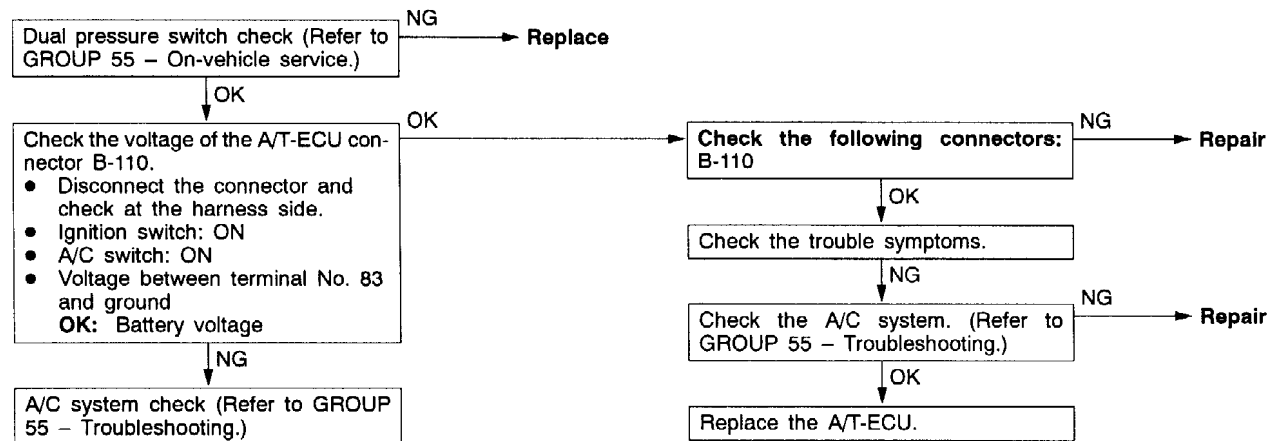 Dual pressure switch check (Refer to
GROUP 55 – On-vehicle service.)
NG
Replace
OK
Check the voltage of the A/T-ECU con-
nector B-110.
● Disconnect the connector and
check at the harness side.
● Ignition switch: ON
● A/C switch: ON
● Voltage between terminal No. 83
and ground
OK: Battery voltage
OK
NG
A/C system check (Refer to GROUP
55 – Troubleshooting.)
Check the following connectors:
B-110
NG
Repair
OK
Check the trouble symptoms.
NG
Check the A/C system. (Refer to
GROUP 55 – Troubleshooting.)
NG
Repair
OK
Replace the A/T-ECU.